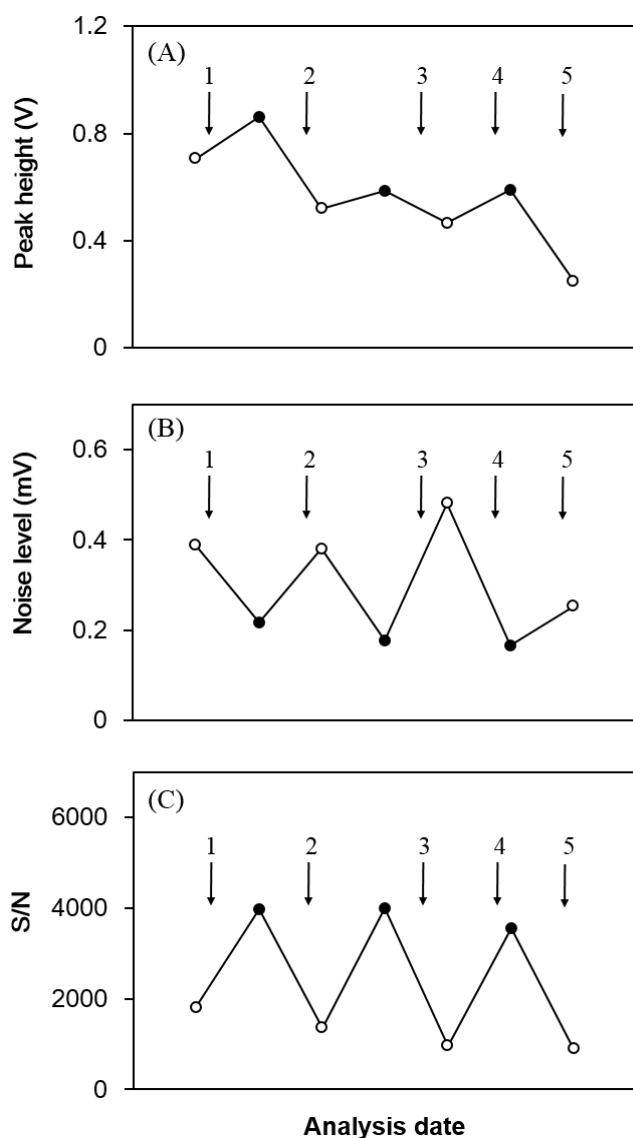 (A)
1 2 3 4 5
1.2
0.8
0.4
0
Peak height (V)
(B)
1 2 3 4 5
0.6
0.4
0.2
0
Noise level (mV)
(C)
1 2 3 4 5
6000
4000
2000
0
S/N
Analysis date